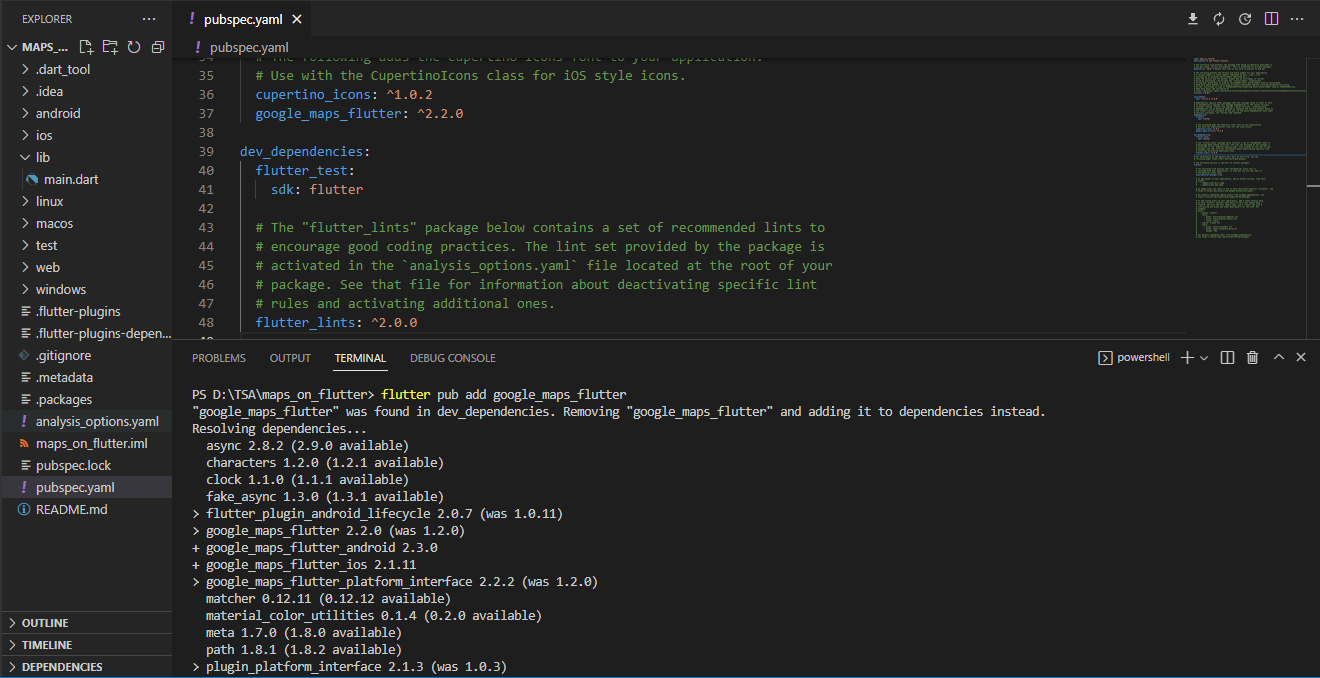 EXPLORER
pubspec.yaml
MAPS_...
.dart_tool
.idea
android
ios
lib
main.dart
linux
macos
test
web
windows
.flutter-plugins
.flutter-plugins-depen...
.gitignore
.metadata
.packages
analysis_options.yaml
maps_on_flutter.iml
pubspec.lock
pubspec.yaml
README.md
OUTLINE
TIMELINE
DEPENDENCIES
pubspec.yaml
34 # The following adds the Cupertino Icons font to your application.
35 # Use with the CupertinoIcons class for iOS style icons.
36 cupertino_icons: ^1.0.2
37 google_maps_flutter: ^2.2.0
38
39 dev_dependencies:
40 flutter_test:
41 sdk: flutter
42
43 # The "flutter_lints" package below contains a set of recommended lints to
44 # encourage good coding practices. The lint set provided by the package is
45 # activated in the `analysis_options.yaml` file located at the root of your
46 # package. See that file for information about deactivating specific lint
47 # rules and activating additional ones.
48 flutter_lints: ^2.0.0
PROBLEMS OUTPUT TERMINAL DEBUG CONSOLE powershell
PS D:\TSA\maps_on_flutter> flutter pub add google_maps_flutter
"google_maps_flutter" was found in dev_dependencies. Removing "google_maps_flutter" and adding it to dependencies instead.
Resolving dependencies...
async 2.8.2 (2.9.0 available)
characters 1.2.0 (1.2.1 available)
clock 1.1.0 (1.1.1 available)
fake_async 1.3.0 (1.3.1 available)
> flutter_plugin_android_lifecycle 2.0.7 (was 1.0.11)
> google_maps_flutter 2.2.0 (was 1.2.0)
+ google_maps_flutter_android 2.3.0
+ google_maps_flutter_ios 2.1.11
> google_maps_flutter_platform_interface 2.2.2 (was 1.2.0)
matcher 0.12.11 (0.12.12 available)
material_color_utilities 0.1.4 (0.2.0 available)
meta 1.7.0 (1.8.0 available)
path 1.8.1 (1.8.2 available)
> plugin_platform_interface 2.1.3 (was 1.0.3)